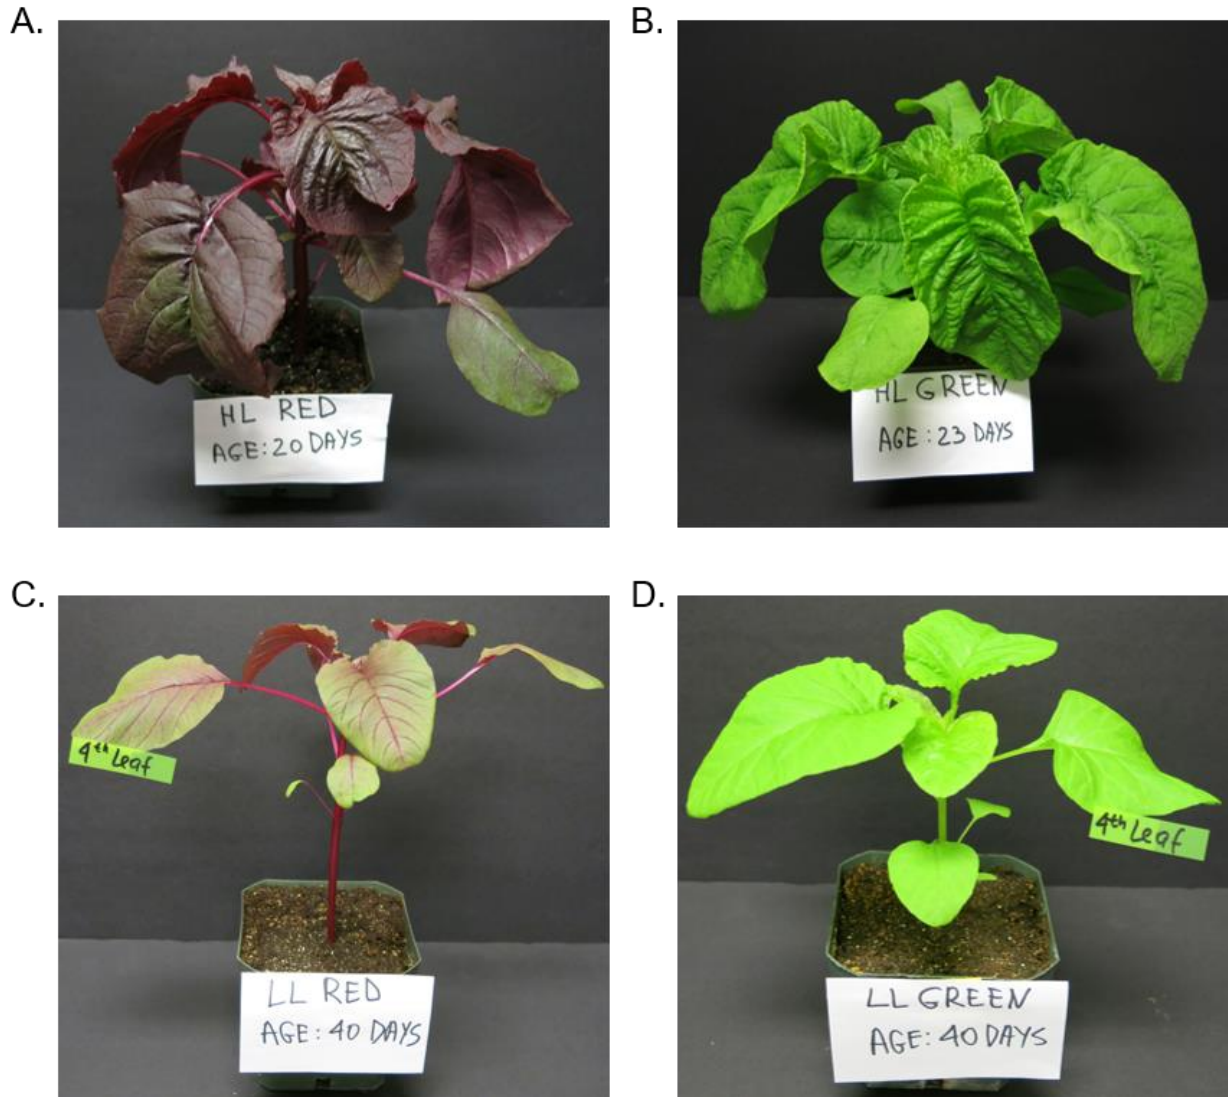 A.
HL RED
AGE: 20 DAYS
B.
HL GREEN
AGE: 23 DAYS
C.
4th Leaf
LL RED
AGE: 40 DAYS
D.
4th Leaf
LL GREEN
AGE: 40 DAYS